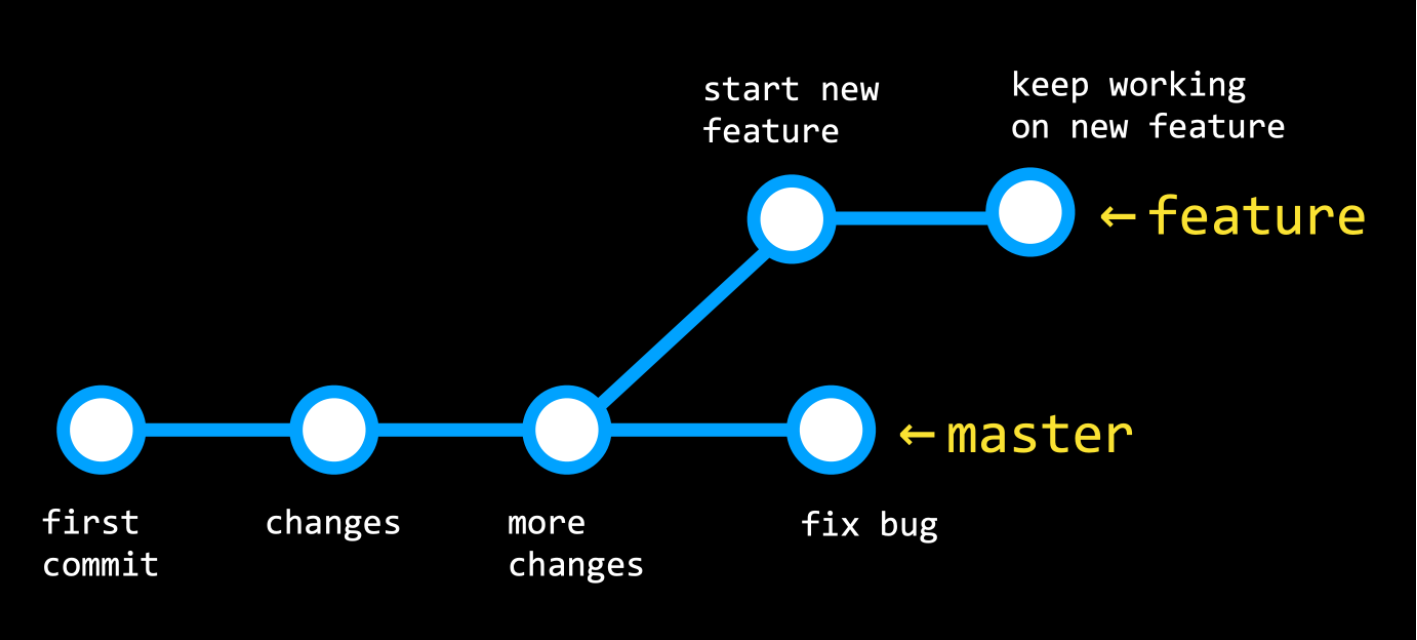 start new
feature
keep working
on new feature
←feature
←master
first
commit
changes
more
changes
fix bug